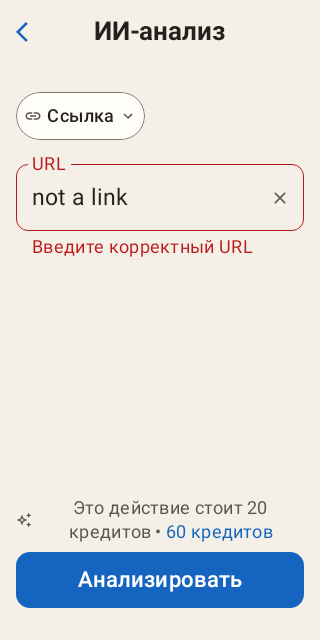 ИИ-анализ
Ссылка
URL
not a link
Введите корректный URL
Это действие стоит 20
кредитов • 60 кредитов
Анализировать